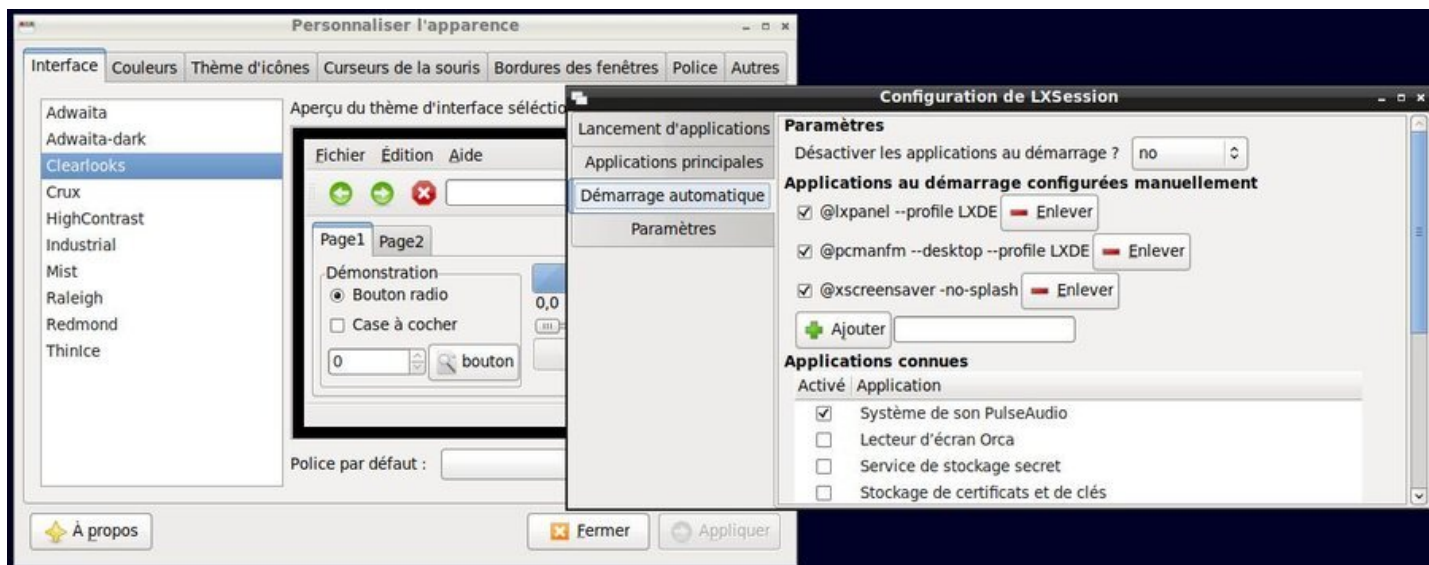 Personnaliser l'apparence
Interface Couleurs Thème d'icônes Curseurs de la souris Bordures des fenêtres Police Autres
Adwaita
Adwaita-dark
Clearlooks
Crux
HighContrast
Industrial
Mist
Raleigh
Redmond
ThinIce
Aperçu du thème d'interface séléctio
Fichier Édition Aide
Page1 Page2
Démonstration
Bouton radio
Case à cocher
0 bouton
0,0
Police par défaut :
À propos
Fermer Appliquer
Configuration de LXSession
Lancement d'applications
Applications principales
Démarrage automatique
Paramètres
Paramètres
Désactiver les applications au démarrage ? no
Applications au démarrage configurées manuellement
@lxpanel --profile LXDE Enlever
@pcmanfm --desktop --profile LXDE Enlever
@xscreensaver -no-splash Enlever
Ajouter
Applications connues
Activé Application
Système de son PulseAudio
Lecteur d'écran Orca
Service de stockage secret
Stockage de certificats et de clés